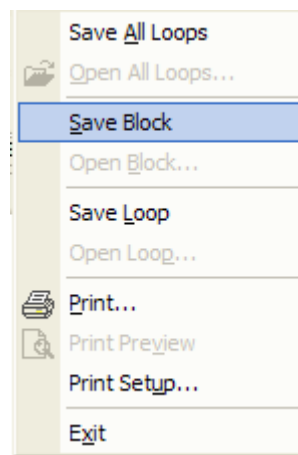 Save All Loops
Open All Loops...
Save Block
Open Block...
Save Loop
Open Loop...
Print...
Print Preview
Print Setup...
Exit